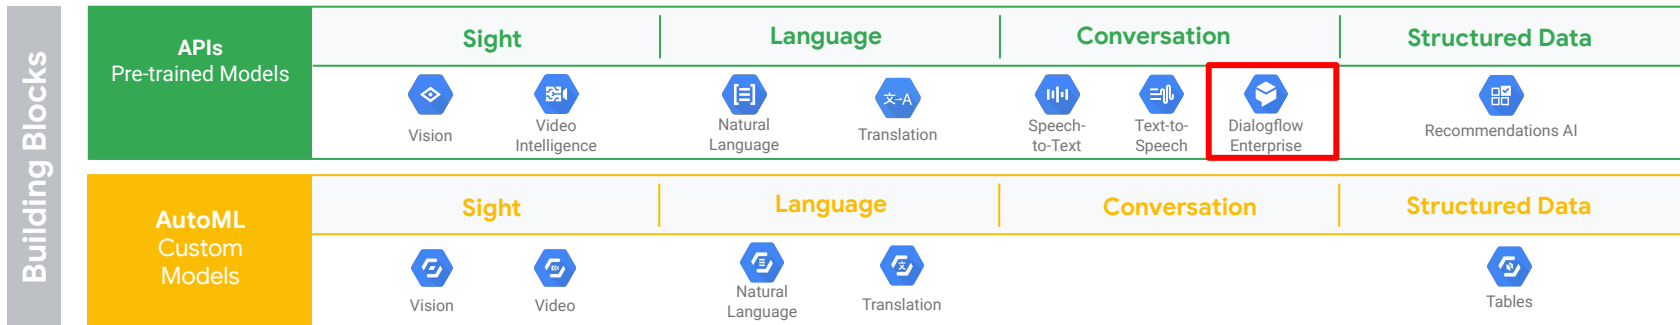 Building Blocks
APIs
Pre-trained Models
Sight
Language
Conversation
Structured Data
Vision
Video
Intelligence
Natural
Language
文→A
Translation
Speech-
to-Text
Text-to-
Speech
Dialogflow
Enterprise
Recommendations AI
AutoML
Custom
Models
Sight
Language
Conversation
Structured Data
Vision
Video
Natural
Language
文
Translation
Tables